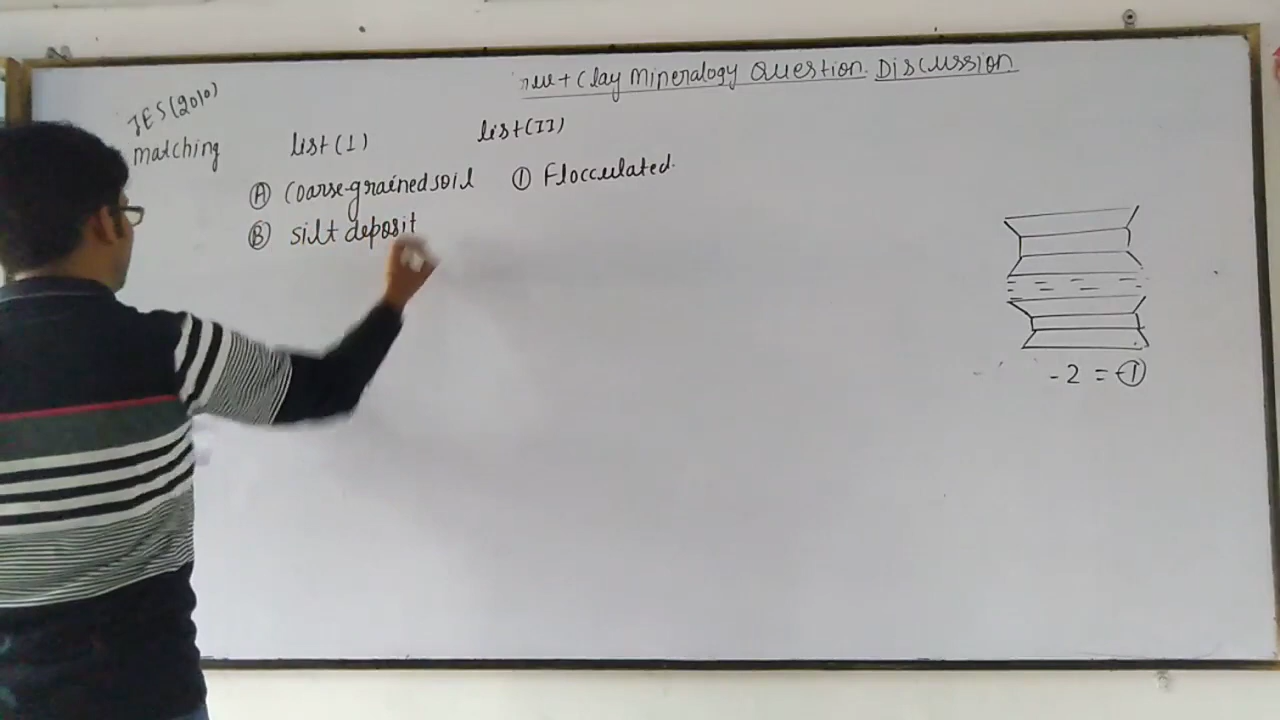 Clay Mineralogy Question Discussion
IES(2010)
Matching list(I) list(II)
(A) Coarse-grained soil (1) Flocculated.
(B) silt deposit
-2 = -(1)